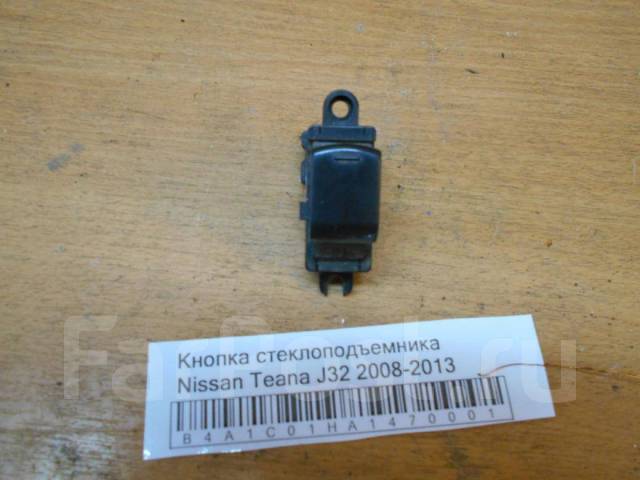 Кнопка стеклоподъемника
Nissan Teana J32 2008-2013
B4A1C01HA1470001